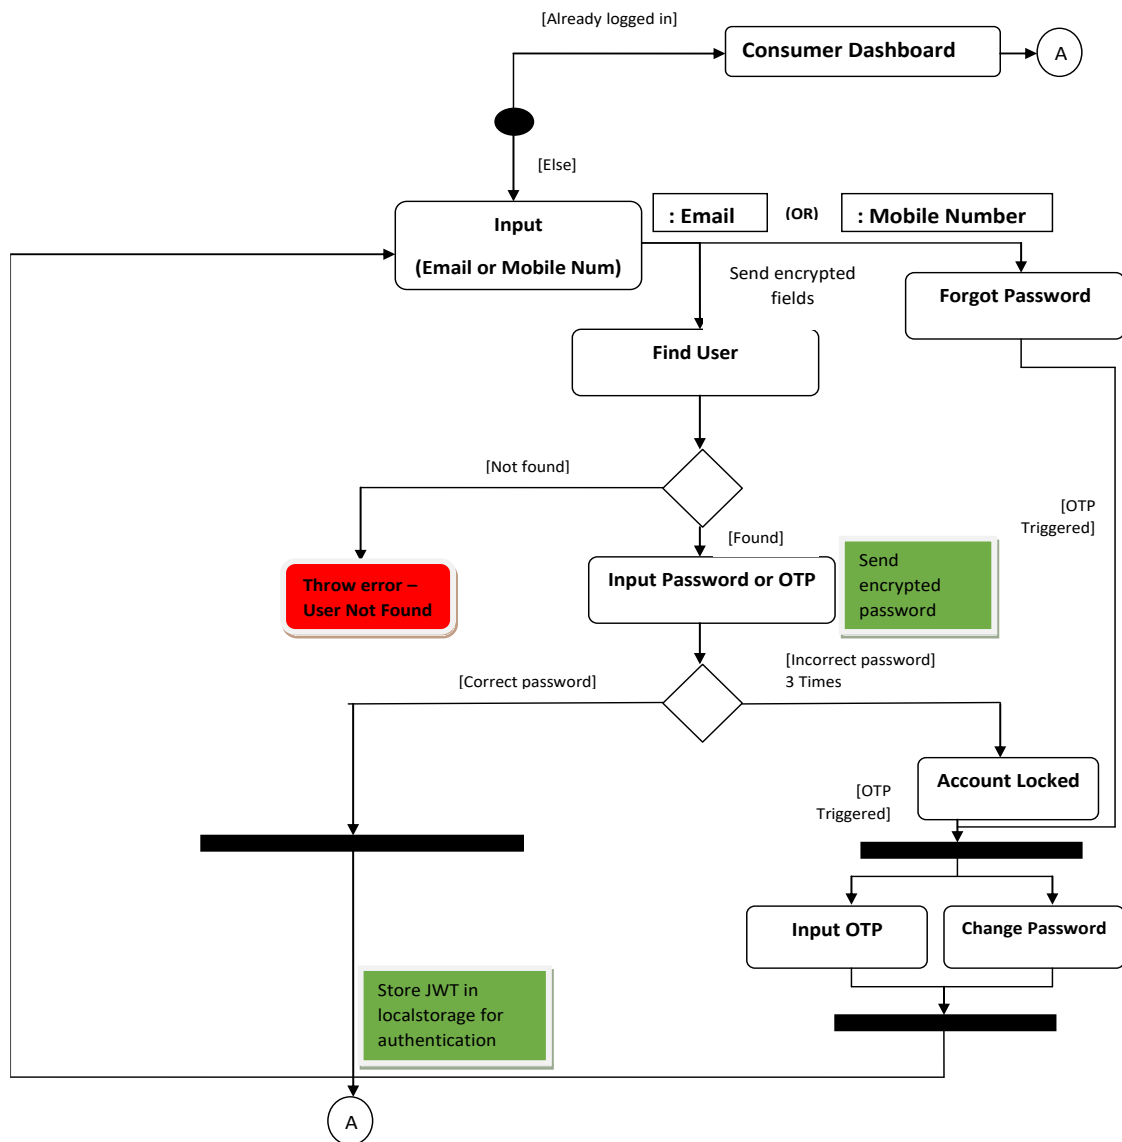 [Already logged in]
Consumer Dashboard
A
[Else]
Input
(Email or Mobile Num)
: Email
(OR)
: Mobile Number
Send encrypted
fields
Forgot Password
Find User
[Not found]
[OTP
Triggered]
[Found]
Throw error –
User Not Found
Input Password or OTP
Send
encrypted
password
[Correct password]
[Incorrect password]
3 Times
Account Locked
[OTP
Triggered]
Input OTP
Change Password
Store JWT in
localstorage for
authentication
A